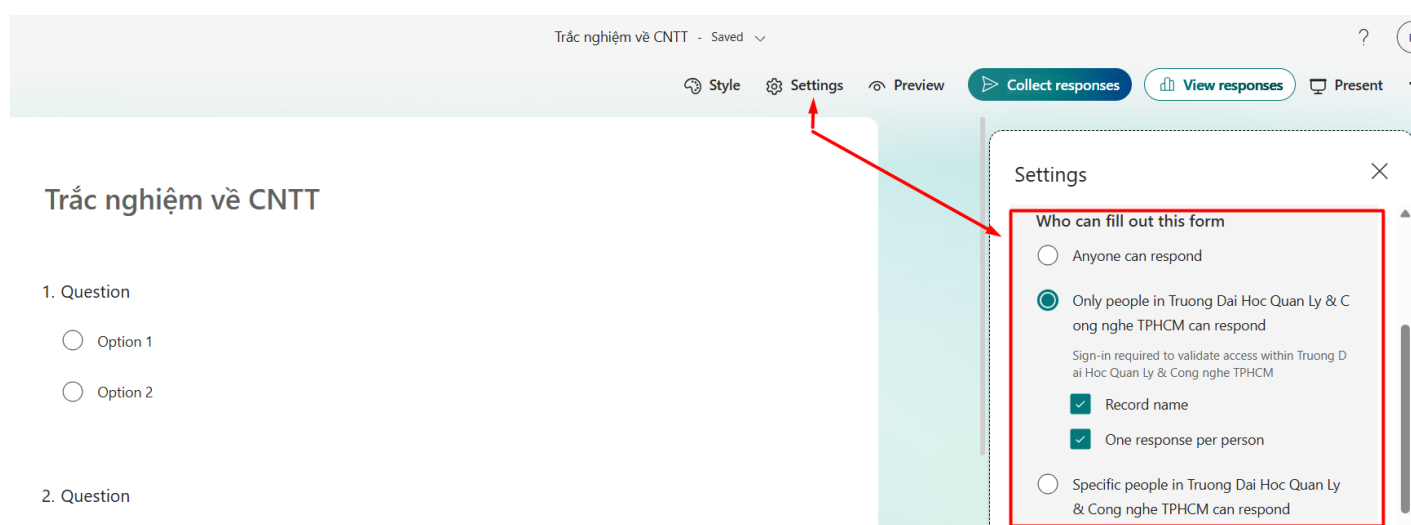 Trắc nghiệm về CNTT - Saved
?
Style Settings Preview Collect responses View responses Present
Settings
Trắc nghiệm về CNTT
Who can fill out this form
Anyone can respond
1. Question
Only people in Truong Dai Hoc Quan Ly & C
ong nghe TPHCM can respond
Option 1
Sign-in required to validate access within Truong D
ai Hoc Quan Ly & Cong nghe TPHCM
Option 2
Record name
One response per person
2. Question
Specific people in Truong Dai Hoc Quan Ly
& Cong nghe TPHCM can respond